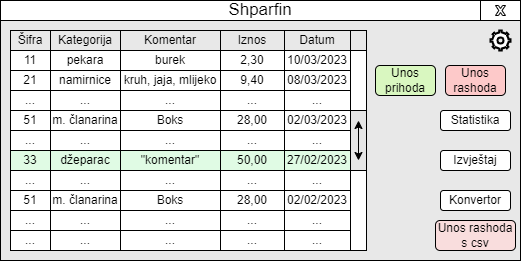 Shparfin
X
Šifra Kategorija Komentar Iznos Datum
11 pekara burek 2,30 10/03/2023
21 namirnice kruh, jaja, mlijeko 9,40 08/03/2023
... ... ... ... ...
51 m. članarina Boks 28,00 02/03/2023
... ... ... ... ...
33 džeparac "komentar" 50,00 27/02/2023
... ... ... ... ...
51 m. članarina Boks 28,00 02/02/2023
... ... ... ... ...
... ... ... ... ...
Unos
prihoda
Unos
rashoda
Statistika
Izvještaj
Konvertor
Unos rashoda
s csv